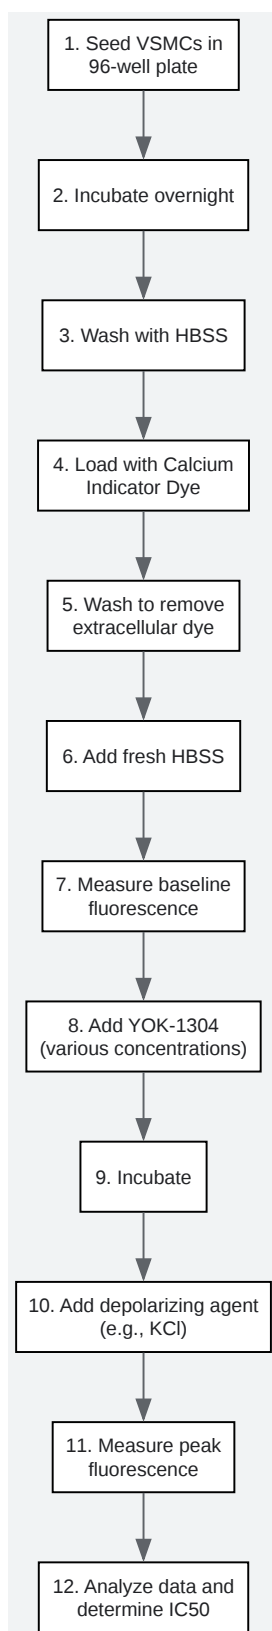 1. Seed VSMCs in
96-well plate
2. Incubate overnight
3. Wash with HBSS
4. Load with Calcium
Indicator Dye
5. Wash to remove
extracellular dye
6. Add fresh HBSS
7. Measure baseline
fluorescence
8. Add YOK-1304
(various concentrations)
9. Incubate
10. Add depolarizing agent
(e.g., KCl)
11. Measure peak
fluorescence
12. Analyze data and
determine IC50